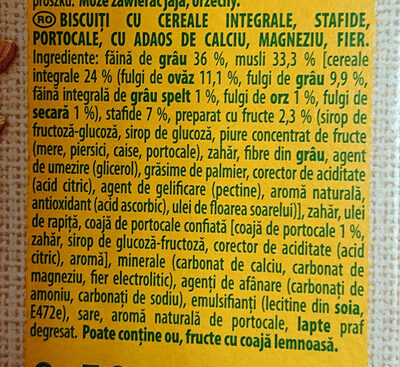 proszku. Może zawierać jaja, orzechy.
RO BISCUIȚI CU CEREALE INTEGRALE, STAFIDE,
PORTOCALE, CU ADAOS DE CALCIU, MAGNEZIU, FIER.
Ingrediente: făină de grâu 36 %, musli 33,3 % [cereale
integrale 24 % (fulgi de ovăz 11,1 %, fulgi de grâu 9,9 %,
făină integrală de grâu spelt 1 %, fulgi de orz 1 %, fulgi de
secară 1 %), stafide 7 %, preparat cu fructe 2,3 % (sirop de
fructoză-glucoză, sirop de glucoză, piure concentrat de fructe
(mere, piersici, caise, portocale), zahăr, fibre din grâu, agent
de umezire (glicerol), grăsime de palmier, corector de aciditate
(acid citric), agent de gelificare (pectine), aromă naturală,
antioxidant (acid ascorbic), ulei de floarea soarelui)], zahăr, ulei
de rapiță, coajă de portocale confiată [coajă de portocale 1 %,
zahăr, sirop de glucoză-fructoză, corector de aciditate (acid
citric), aromă], minerale (carbonat de calciu, carbonat de
magneziu, fier electrolitic), agenți de afânare (carbonați de
amoniu, carbonați de sodiu), emulsifianți (lecitine din soia,
E472e), sare, aromă naturală de portocale, lapte praf
degresat. Poate conține ou, fructe cu coajă lemnoasă.